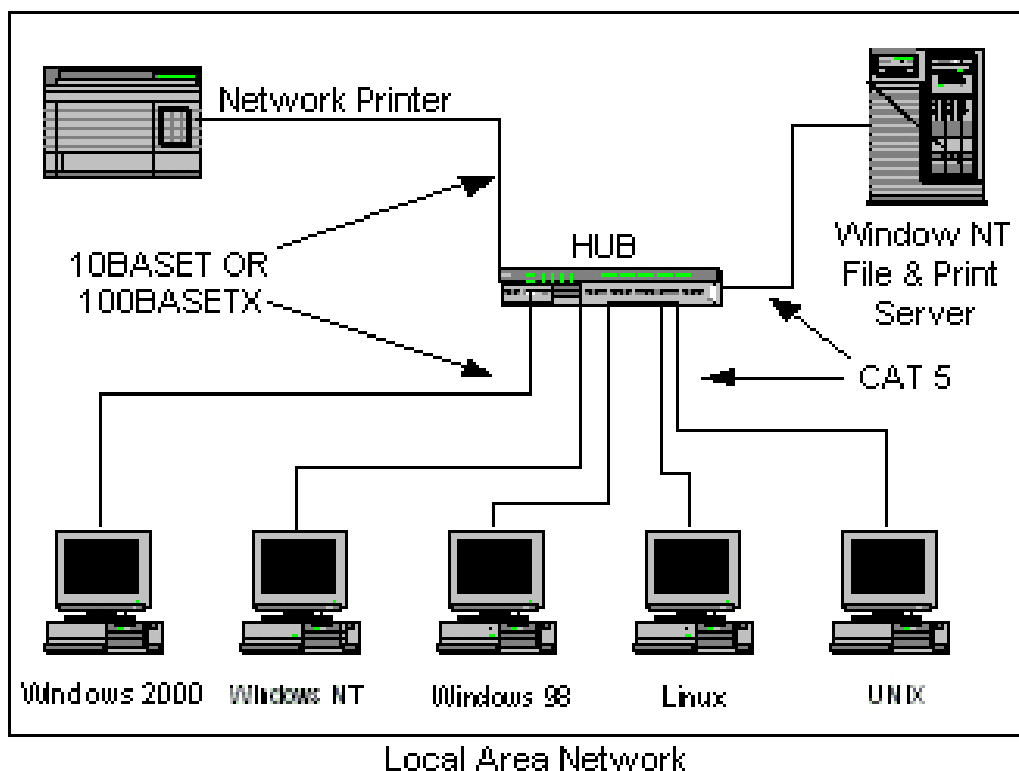 Network Printer
10BASET OR
100BASETX
HUB
Window NT
File & Print
Server
CAT 5
Windows 2000
Windows NT
Windows 98
Linux
UNIX
Local Area Network